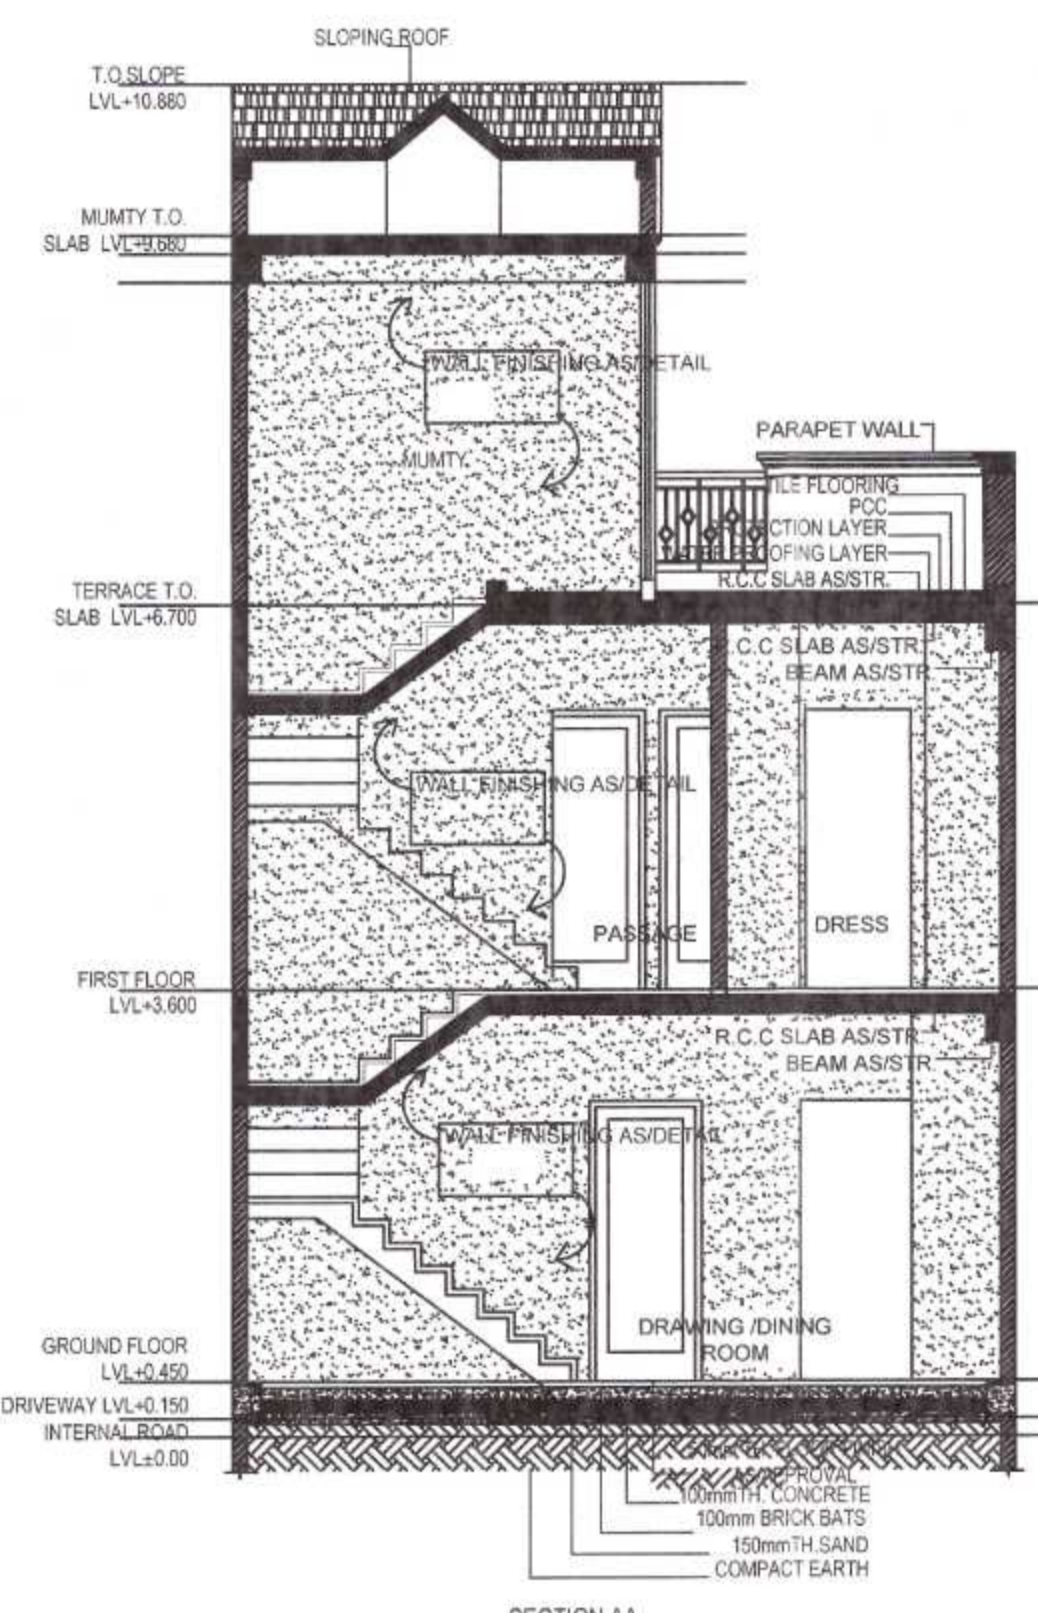 SLOPING ROOF
T.O.SLOPE
LVL+10.880
MUMTY T.O.
SLAB LVL+9.680
WALL FINISHING AS/DETAIL
MUMTY
PARAPET WALL
TILE FLOORING
PCC
PROTECTION LAYER
WATER PROOFING LAYER
R.C.C SLAB AS/STR.
TERRACE T.O.
SLAB LVL+6.700
R.C.C SLAB AS/STR.
BEAM AS/STR
WALL FINISHING AS/DETAIL
PASSAGE
DRESS
FIRST FLOOR
LVL+3.600
R.C.C SLAB AS/STR.
BEAM AS/STR
WALL FINISHING AS/DETAIL
DRAWING /DINING
ROOM
GROUND FLOOR
LVL+0.450
DRIVEWAY LVL+0.150
INTERNAL ROAD
LVL±0.00
AS/APPROVAL
100mmTH. CONCRETE
100mm BRICK BATS
150mmTH.SAND
COMPACT EARTH
SECTION AA